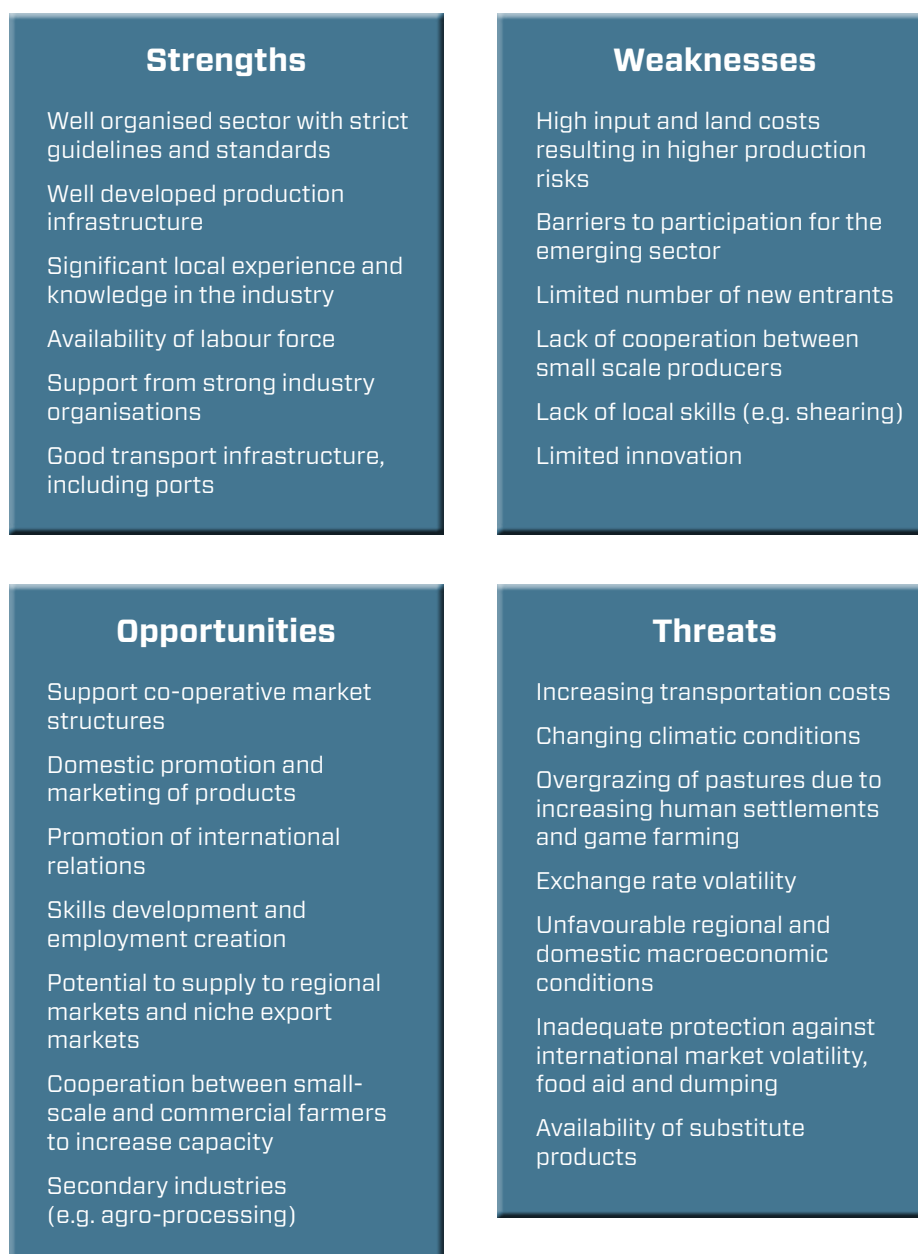 Strengths
Well organised sector with strict
guidelines and standards
Well developed production
infrastructure
Significant local experience and
knowledge in the industry
Availability of labour force
Support from strong industry
organisations
Good transport infrastructure,
including ports
Weaknesses
High input and land costs
resulting in higher production
risks
Barriers to participation for the
emerging sector
Limited number of new entrants
Lack of cooperation between
small scale producers
Lack of local skills (e.g. shearing)
Limited innovation
Opportunities
Support co-operative market
structures
Domestic promotion and
marketing of products
Promotion of international
relations
Skills development and
employment creation
Potential to supply to regional
markets and niche export
markets
Cooperation between small-
scale and commercial farmers
to increase capacity
Secondary industries
(e.g. agro-processing)
Threats
Increasing transportation costs
Changing climatic conditions
Overgrazing of pastures due to
increasing human settlements
and game farming
Exchange rate volatility
Unfavourable regional and
domestic macroeconomic
conditions
Inadequate protection against
international market volatility,
food aid and dumping
Availability of substitute
products